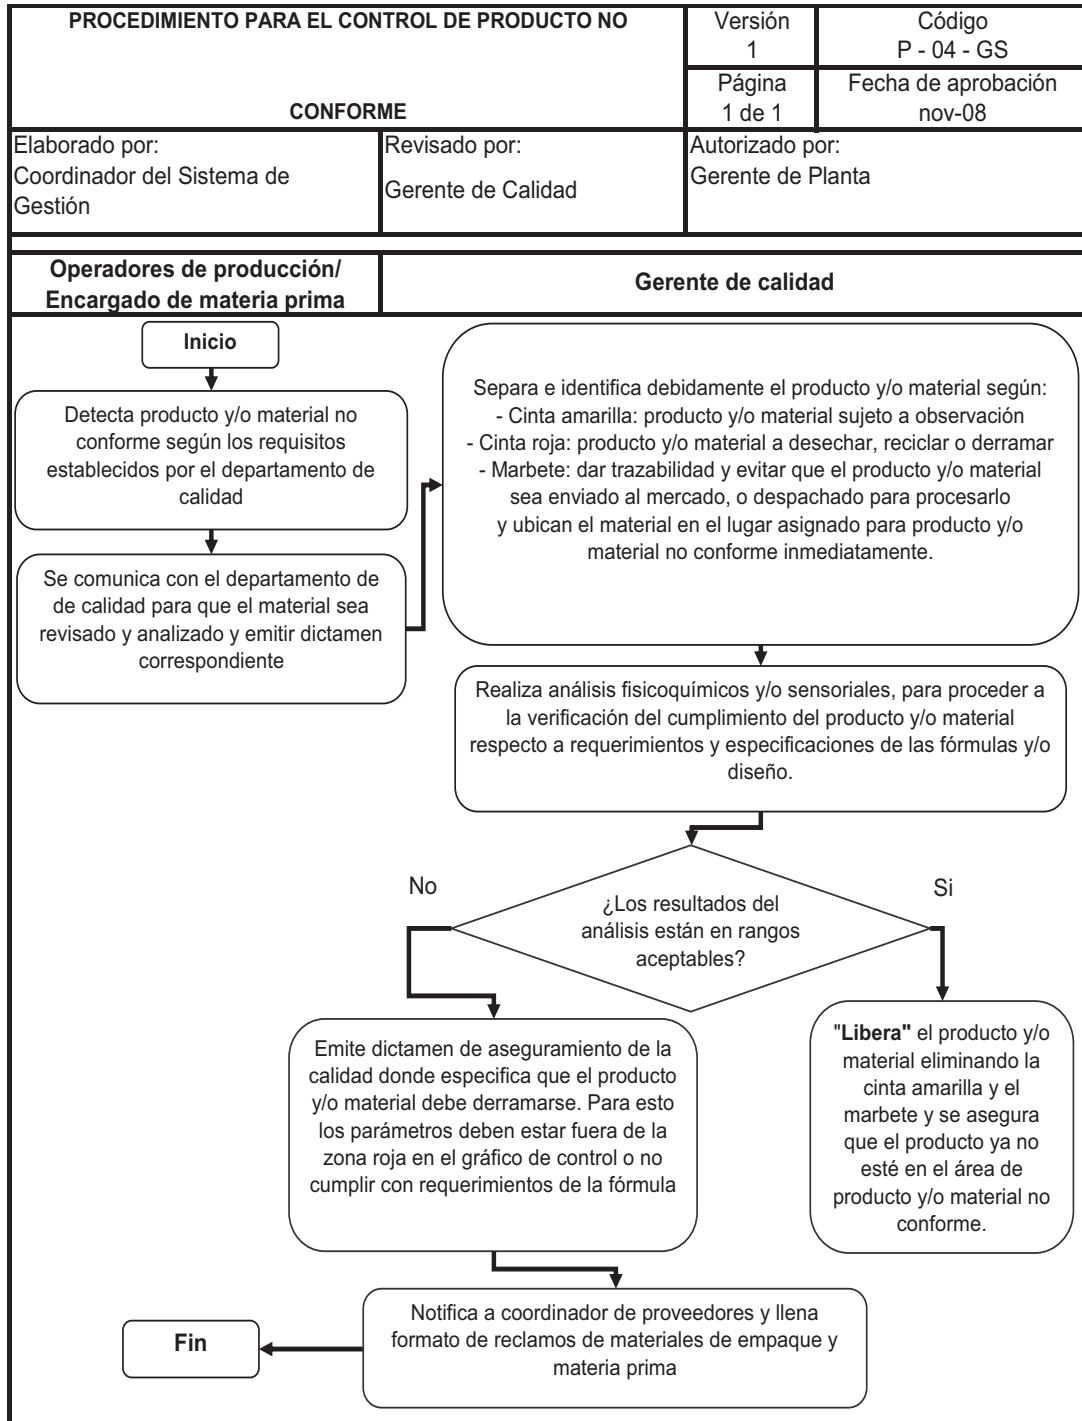 PROCEDIMIENTO PARA EL CONTROL DE PRODUCTO NO
CONFORME
Versión
1
Código
P - 04 - GS
Página
1 de 1
Fecha de aprobación
nov-08
Elaborado por:
Coordinador del Sistema de
Gestión
Revisado por:
Gerente de Calidad
Autorizado por:
Gerente de Planta
Operadores de producción/
Encargado de materia prima
Gerente de calidad
Inicio
Detecta producto y/o material no
conforme según los requisitos
establecidos por el departamento de
calidad
Se comunica con el departamento de
de calidad para que el material sea
revisado y analizado y emitir dictamen
correspondiente
Separa e identifica debidamente el producto y/o material según:
- Cinta amarilla: producto y/o material sujeto a observación
- Cinta roja: producto y/o material a desechar, reciclar o derramar
- Marbete: dar trazabilidad y evitar que el producto y/o material
sea enviado al mercado, o despachado para procesarlo
y ubican el material en el lugar asignado para producto y/o
material no conforme inmediatamente.
Realiza análisis fisicoquímicos y/o sensoriales, para proceder a
la verificación del cumplimiento del producto y/o material
respecto a requerimientos y especificaciones de las fórmulas y/o
diseño.
¿Los resultados del
análisis están en rangos
aceptables?
No
Si
Emite dictamen de aseguramiento de la
calidad donde especifica que el producto
y/o material debe derramarse. Para esto
los parámetros deben estar fuera de la
zona roja en el gráfico de control o no
cumplir con requerimientos de la fórmula
"Libera" el producto y/o
material eliminando la
cinta amarilla y el
marbete y se asegura
que el producto ya no
esté en el área de
producto y/o material no
conforme.
Notifica a coordinador de proveedores y llena
formato de reclamos de materiales de empaque y
materia prima
Fin